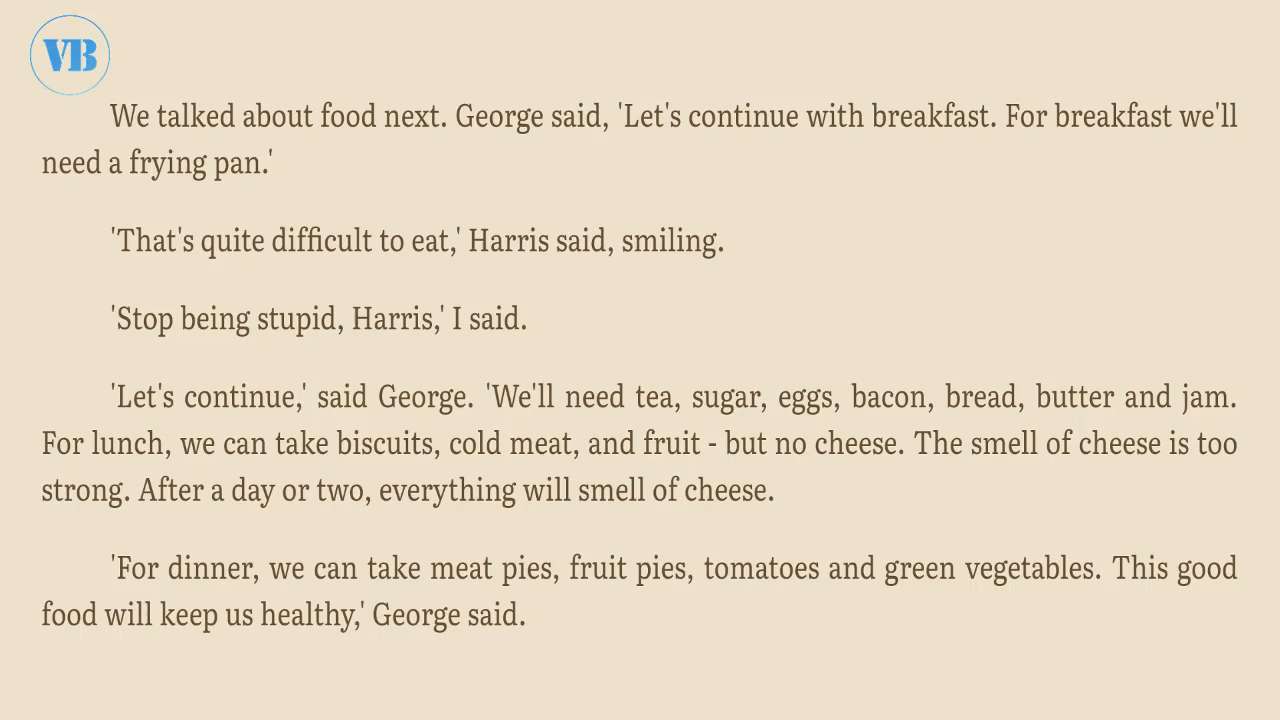 VB
We talked about food next. George said, 'Let's continue with breakfast. For breakfast we'll
need a frying pan.'
'That's quite difficult to eat,' Harris said, smiling.
'Stop being stupid, Harris,' I said.
'Let's continue,' said George. 'We'll need tea, sugar, eggs, bacon, bread, butter and jam.
For lunch, we can take biscuits, cold meat, and fruit - but no cheese. The smell of cheese is too
strong. After a day or two, everything will smell of cheese.
'For dinner, we can take meat pies, fruit pies, tomatoes and green vegetables. This good
food will keep us healthy,' George said.